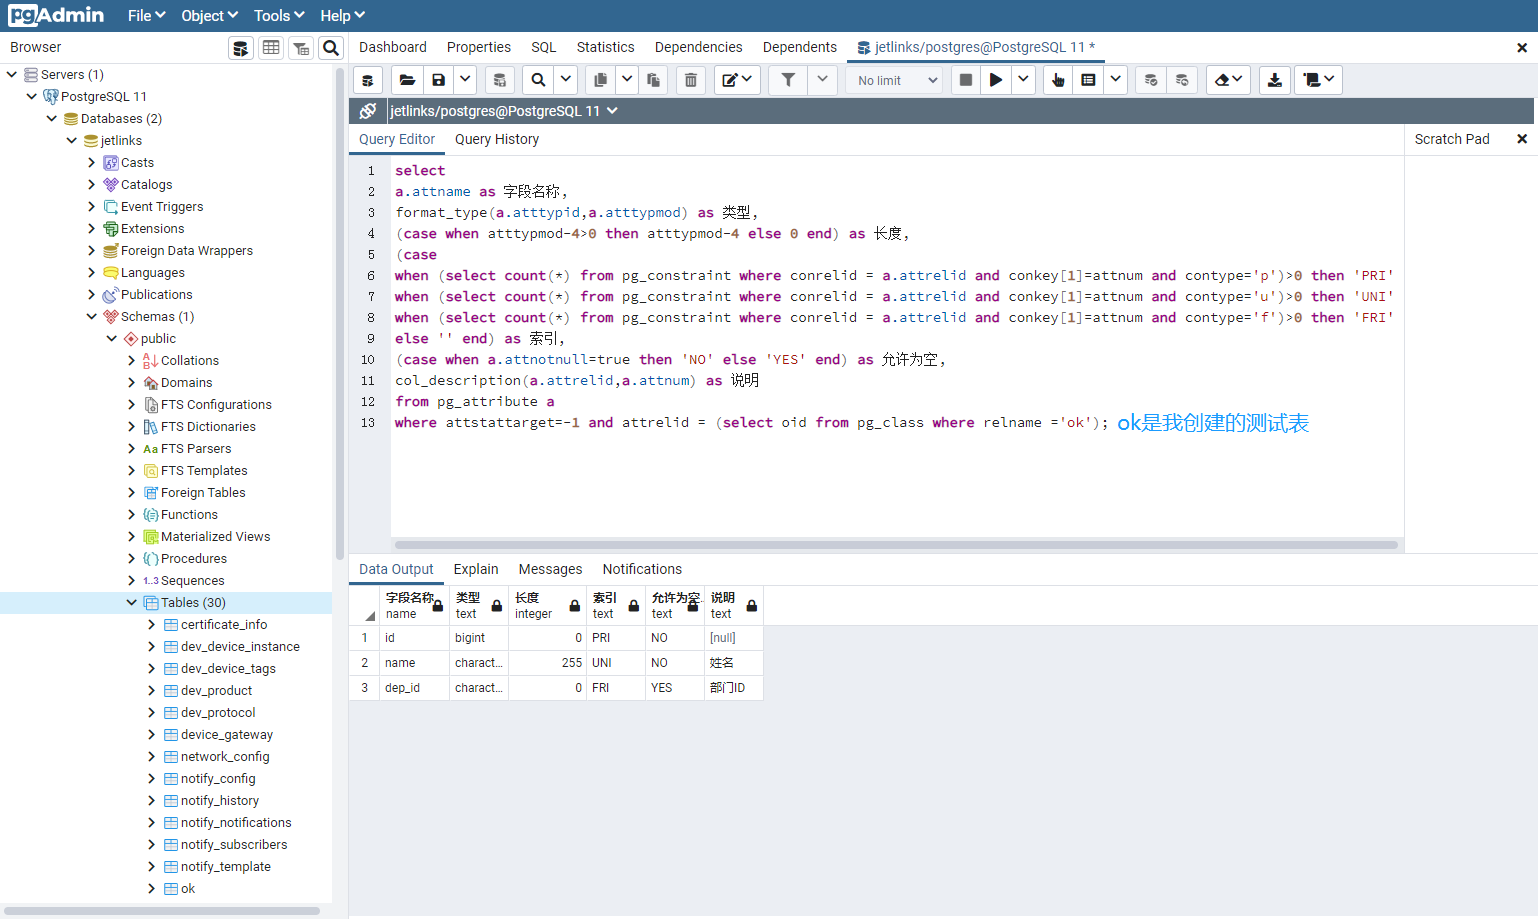 pgAdmin File Object Tools Help
Browser
Dashboard Properties SQL Statistics Dependencies Dependents jetlinks/postgres@PostgreSQL 11 *
No limit
jetlinks/postgres@PostgreSQL 11
Query Editor Query History
Scratch Pad
Servers (1)
PostgreSQL 11
Databases (2)
jetlinks
Casts
Catalogs
Event Triggers
Extensions
Foreign Data Wrappers
Languages
Publications
Schemas (1)
public
Collations
Domains
FTS Configurations
FTS Dictionaries
FTS Parsers
FTS Templates
Foreign Tables
Functions
Materialized Views
Procedures
1..3 Sequences
Tables (30)
certificate_info
dev_device_instance
dev_device_tags
dev_product
dev_protocol
device_gateway
network_config
notify_config
notify_history
notify_notifications
notify_subscribers
notify_template
ok
1 select
2 a.attname as 字段名称,
3 format_type(a.atttypid,a.atttypmod) as 类型,
4 (case when atttypmod-4>0 then atttypmod-4 else 0 end) as 长度,
5 (case
6 when (select count(*) from pg_constraint where conrelid = a.attrelid and conkey[1]=attnum and contype='p')>0 then 'PRI'
7 when (select count(*) from pg_constraint where conrelid = a.attrelid and conkey[1]=attnum and contype='u')>0 then 'UNI'
8 when (select count(*) from pg_constraint where conrelid = a.attrelid and conkey[1]=attnum and contype='f')>0 then 'FRI'
9 else '' end) as 索引,
10 (case when a.attnotnull=true then 'NO' else 'YES' end) as 允许为空,
11 col_description(a.attrelid,a.attnum) as 说明
12 from pg_attribute a
13 where attstattarget=-1 and attrelid = (select oid from pg_class where relname ='ok'); ok是我创建的测试表
Data Output Explain Messages Notifications
字段名称 类型 长度 索引 允许为空.. 说明
name text integer text text text
1 id bigint 0 PRI NO [null]
2 name charact... 255 UNI NO 姓名
3 dep_id charact... 0 FRI YES 部门ID